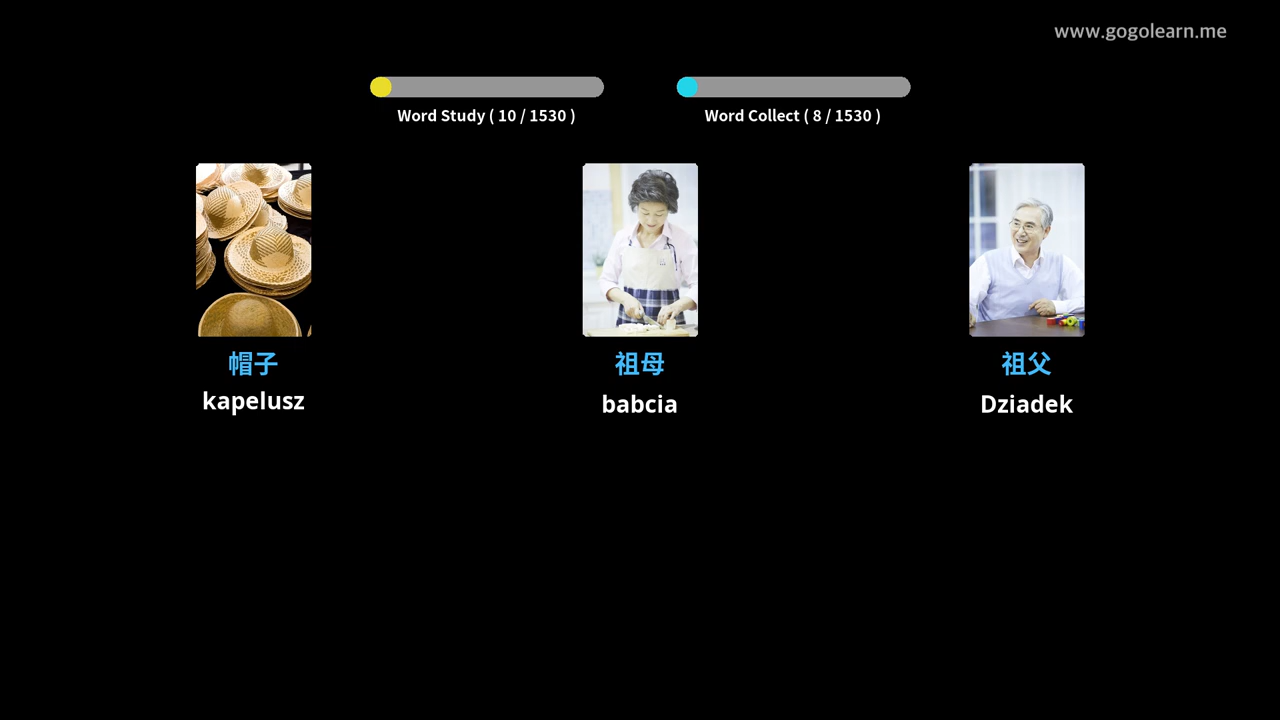 www.gogolearn.me
Word Study ( 10 / 1530 )
Word Collect ( 8 / 1530 )
帽子
kapelusz
祖母
babcia
祖父
Dziadek